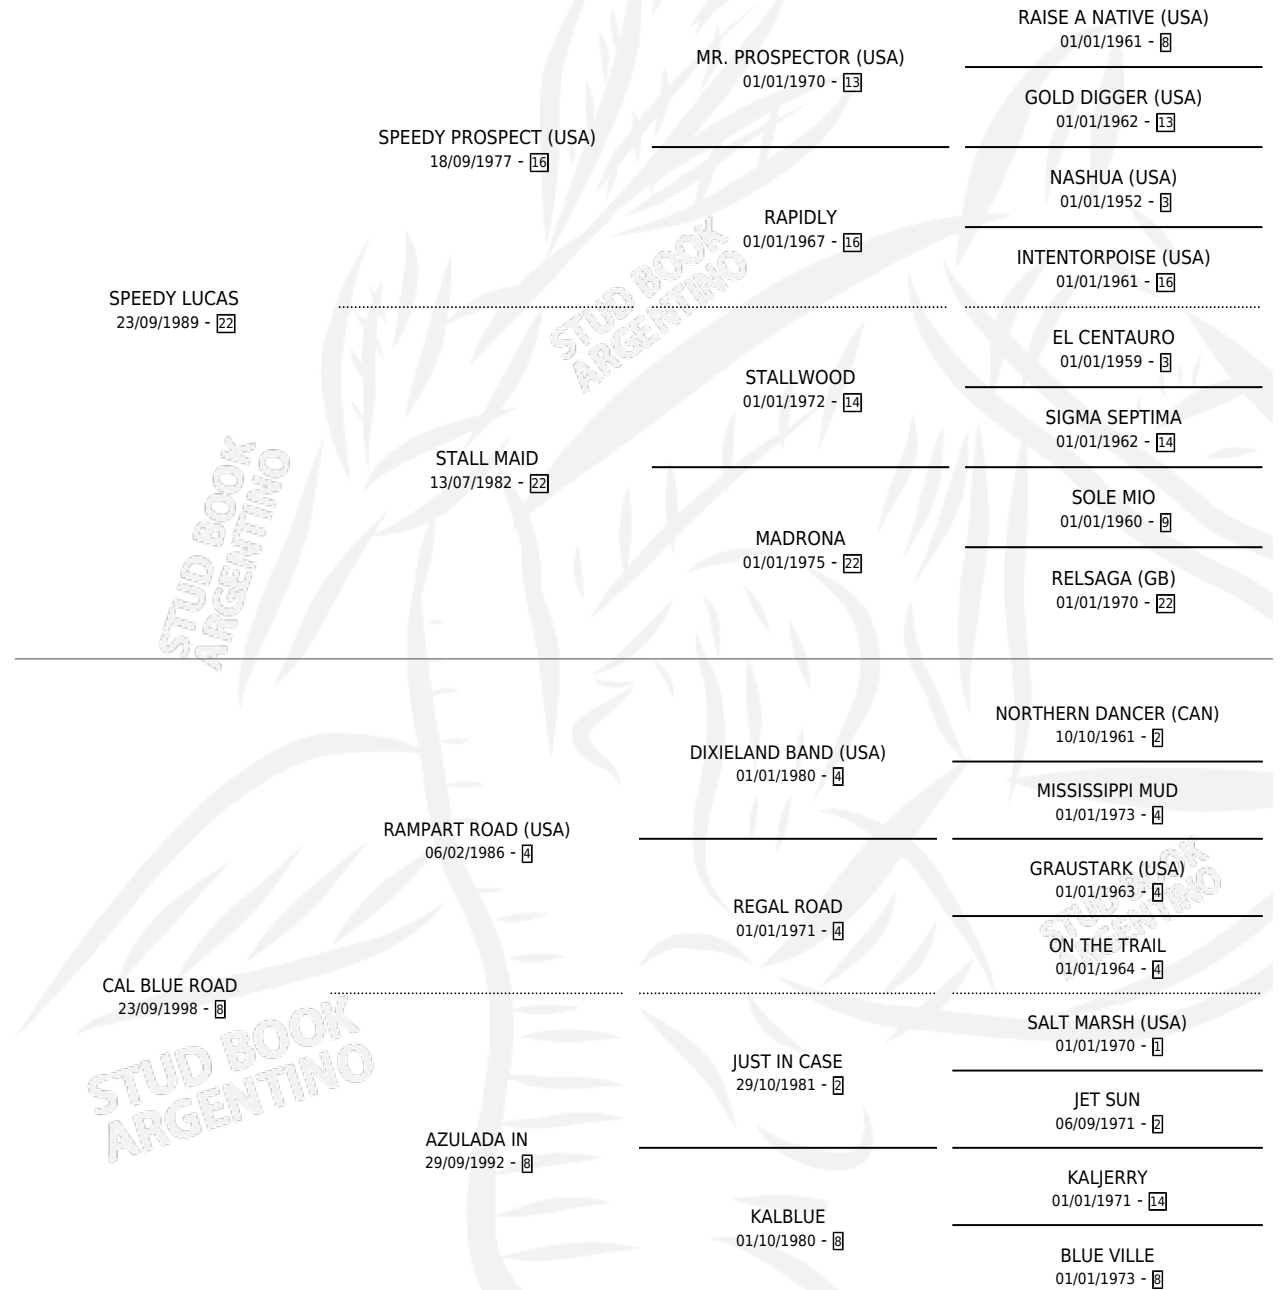 RAISE A NATIVE (USA)
01/01/1961 - 8
MR. PROSPECTOR (USA)
01/01/1970 - 13
GOLD DIGGER (USA)
01/01/1962 - 13
SPEEDY PROSPECT (USA)
18/09/1977 - 16
NASHUA (USA)
01/01/1952 - 3
RAPIDLY
01/01/1967 - 16
INTENTORPOISE (USA)
01/01/1961 - 16
SPEEDY LUCAS
23/09/1989 - 22
STUD BOOK
ARGENTINO
EL CENTAURO
01/01/1959 - 3
STALLWOOD
01/01/1972 - 14
SIGMA SEPTIMA
01/01/1962 - 14
STALL MAID
13/07/1982 - 22
SOLE MIO
01/01/1960 - 9
MADRONA
01/01/1975 - 22
RELSAGA (GB)
01/01/1970 - 22
STUD BOOK
ARGENTINO
NORTHERN DANCER (CAN)
10/10/1961 - 2
DIXIELAND BAND (USA)
01/01/1980 - 4
MISSISSIPPI MUD
01/01/1973 - 4
RAMPART ROAD (USA)
06/02/1986 - 4
GRAUSTARK (USA)
01/01/1963 - 4
REGAL ROAD
01/01/1971 - 4
ON THE TRAIL
01/01/1964 - 4
STUD BOOK
ARGENTINO
CAL BLUE ROAD
23/09/1998 - 8
STUD BOOK
ARGENTINO
SALT MARSH (USA)
01/01/1970 - 1
JUST IN CASE
29/10/1981 - 2
JET SUN
06/09/1971 - 2
AZULADA IN
29/09/1992 - 8
KALJERRY
01/01/1971 - 14
KALBLUE
01/10/1980 - 8
BLUE VILLE
01/01/1973 - 8